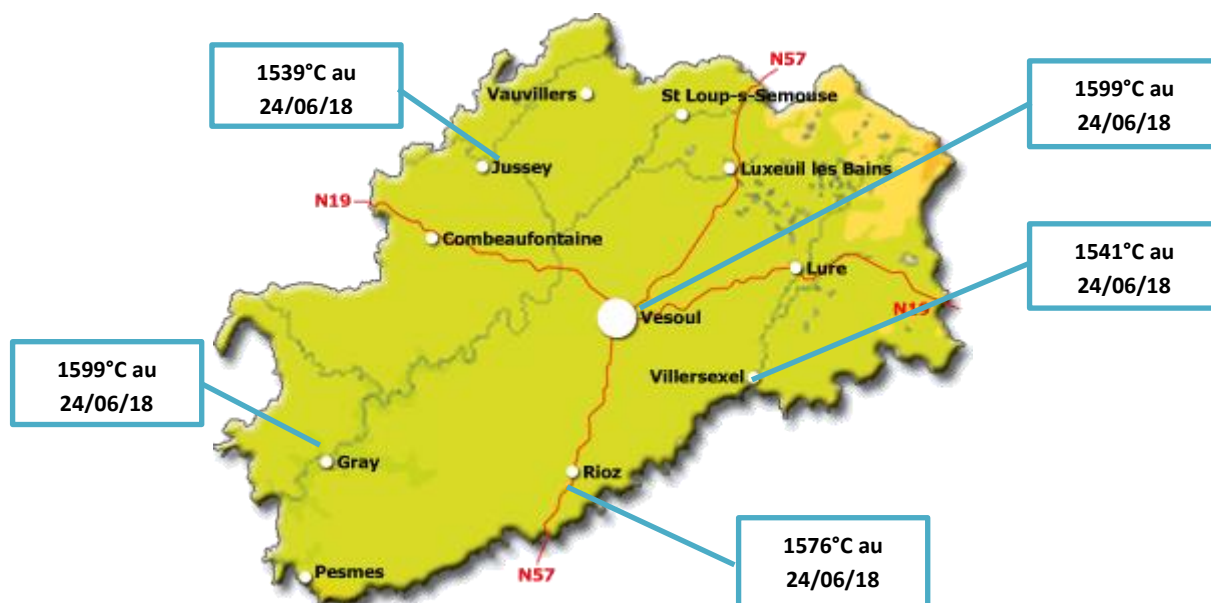 1539°C au
24/06/18
N57
1599°C au
24/06/18
Vauvillers
St Loup-s-Semouse
Jussey
Luxeuil les Bains
N19
Combeaufontaine
1541°C au
24/06/18
Lure
N19
Vesoul
1599°C au
24/06/18
Villersexel
Gray
Rioz
1576°C au
24/06/18
N57
Pesmes